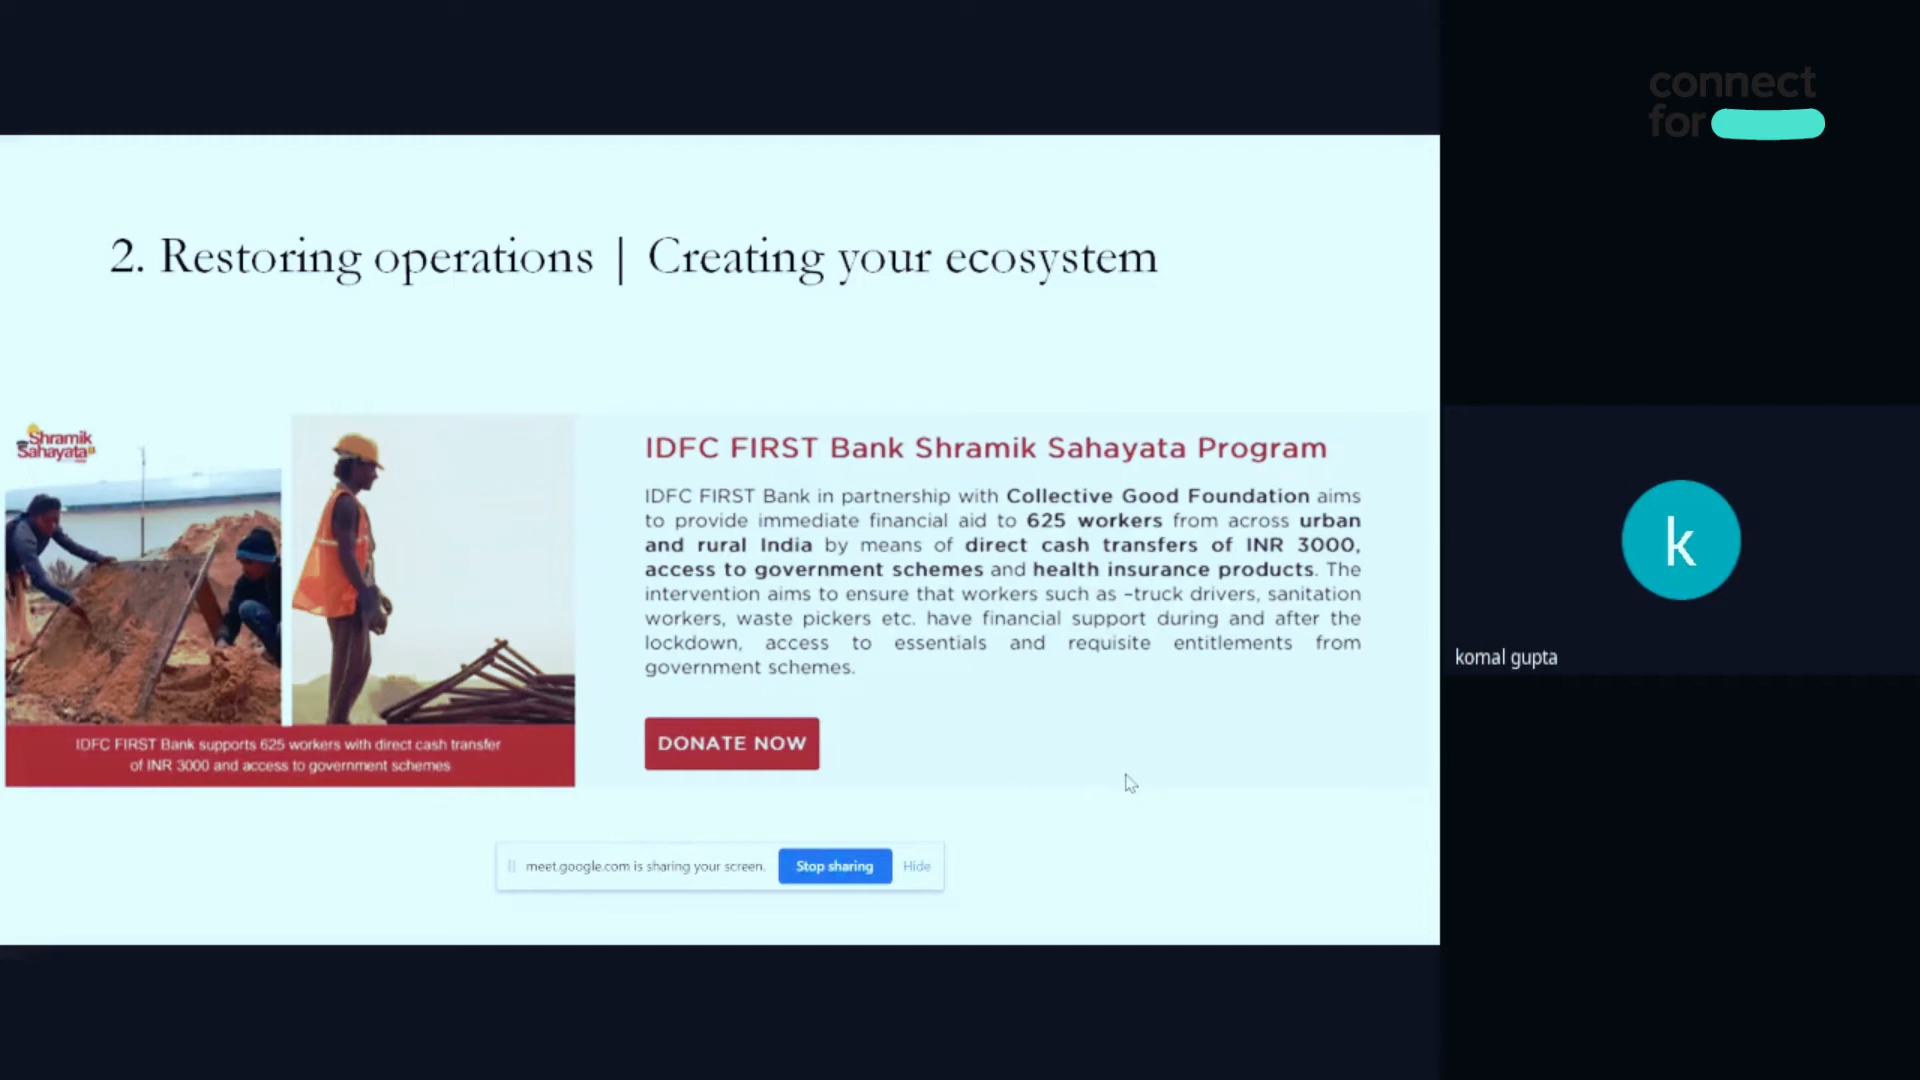 connect
for
2. Restoring operations | Creating your ecosystem
Shramik
Sahayata
IDFC FIRST Bank Shramik Sahayata Program
IDFC FIRST Bank in partnership with Collective Good Foundation aims
to provide immediate financial aid to 625 workers from across urban
and rural India by means of direct cash transfers of INR 3000,
access to government schemes and health insurance products. The
intervention aims to ensure that workers such as –truck drivers, sanitation
workers, waste pickers etc. have financial support during and after the
lockdown, access to essentials and requisite entitlements from
government schemes.
DONATE NOW
IDFC FIRST Bank supports 625 workers with direct cash transfer
of INR 3000 and access to government schemes
k
komal gupta
meet.google.com is sharing your screen.
Stop sharing
Hide